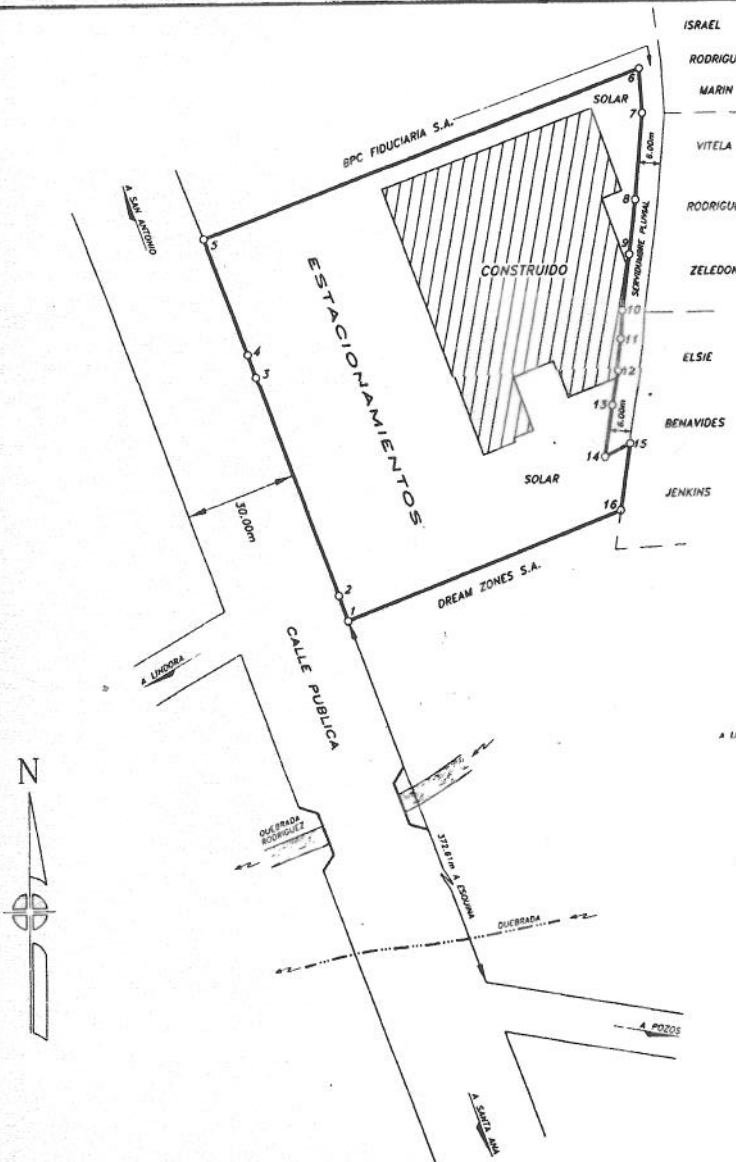 ISRAEL
RODRIGU
MARIN
VITELA
RODRIGUE
ZELEDON
ELSIE
BENAVIDES
JENKINS
6
SOLAR
7
BPC FIDUCIARIA S.A.
6.00m
8
SERVIDUMBRE PLUVIAL
9
CONSTRUIDO
10
11
12
13
6.00m
14
15
SOLAR
16
A SAN ANTONIO
5
ESTACIONAMIENTOS
4
3
30.00m
2
1
DREAM ZONES S.A.
CALLE PUBLICA
A LINDORA
N
QUEBRADA
RODRIGUEZ
372.61m A ESQUINA
QUEBRADA
A POZOS
A SANTA ANA